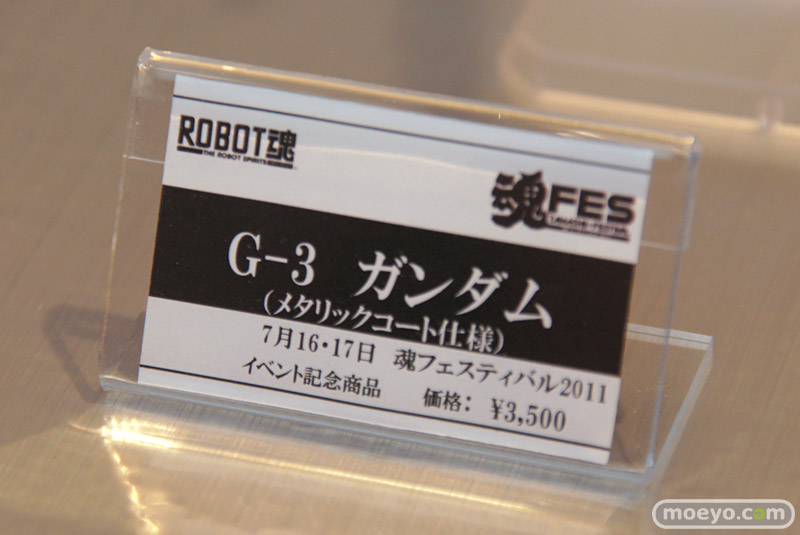 ROBOT魂
THE ROBOT SPIRITS
魂FES
TAMASHII FESTIVAL
G-3 ガンダム
(メタリックコート仕様)
7月16・17日 魂フェスティバル2011
イベント記念商品 価格: ¥3,500
moeyo.com